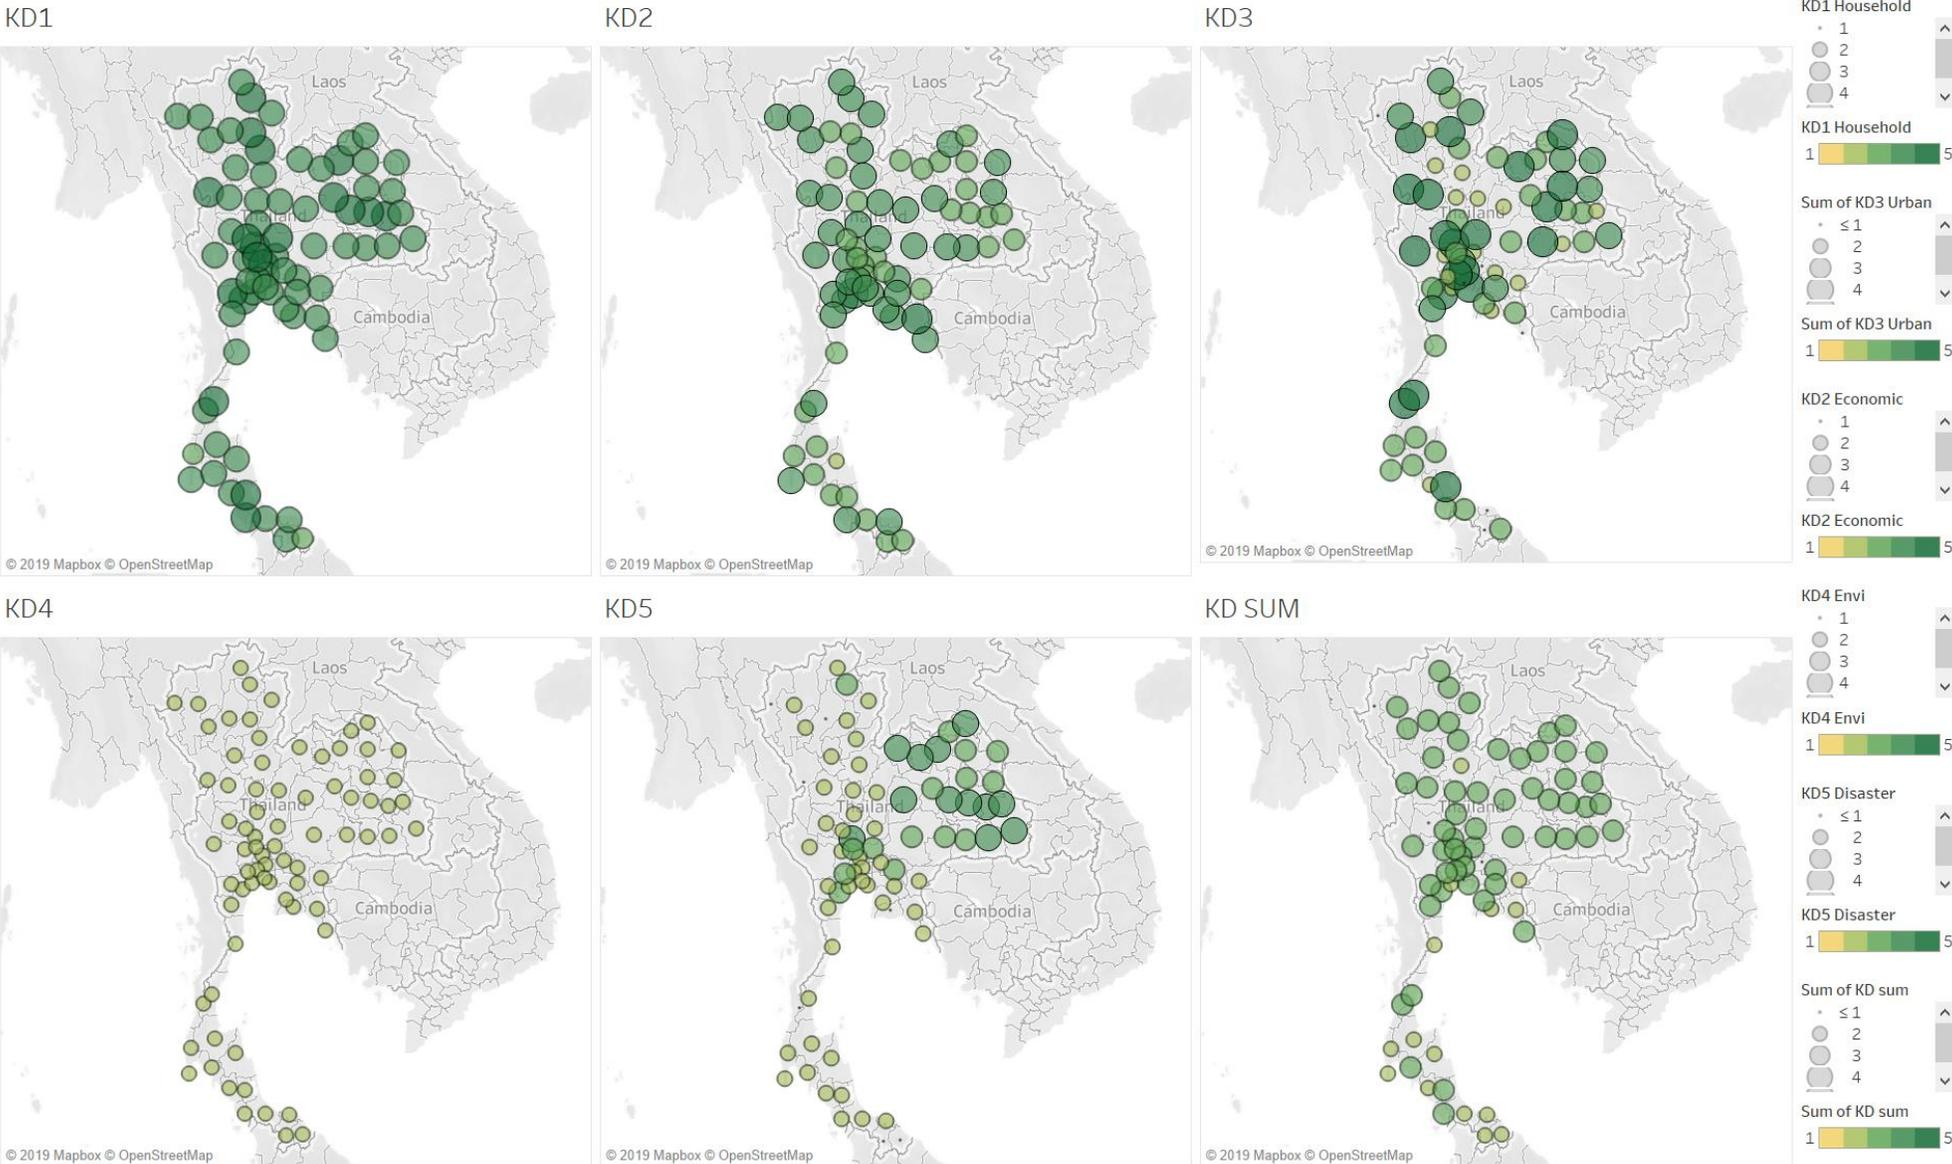 KD1
Laos
Thailand
Cambodia
© 2019 Mapbox © OpenStreetMap
KD2
Laos
Thailand
Cambodia
© 2019 Mapbox © OpenStreetMap
KD3
Laos
Thailand
Cambodia
© 2019 Mapbox © OpenStreetMap
KD4
Laos
Thailand
Cambodia
© 2019 Mapbox © OpenStreetMap
KD5
Laos
Thailand
Cambodia
© 2019 Mapbox © OpenStreetMap
KD SUM
Laos
Thailand
Cambodia
© 2019 Mapbox © OpenStreetMap
KD1 Household
1
2
3
4
KD1 Household
1 5
Sum of KD3 Urban
≤ 1
2
3
4
Sum of KD3 Urban
1 5
KD2 Economic
1
2
3
4
KD2 Economic
1 5
KD4 Envi
1
2
3
4
KD4 Envi
1 5
KD5 Disaster
≤ 1
2
3
4
KD5 Disaster
1 5
Sum of KD sum
≤ 1
2
3
4
Sum of KD sum
1 5